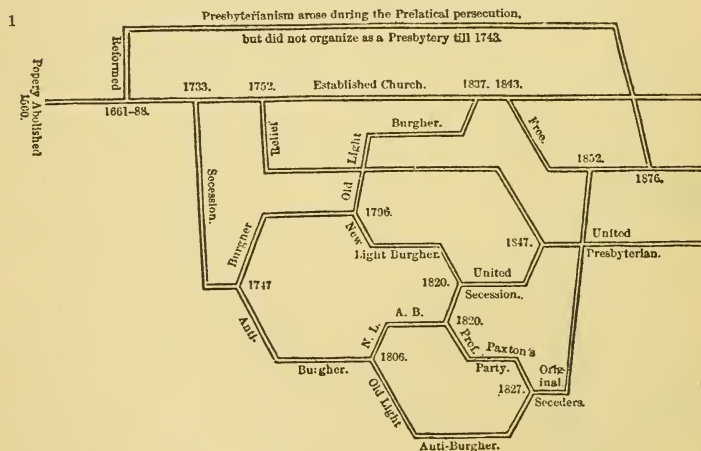 1
Presbyterianism arose during the Prelatical persecution,
but did not organize as a Presbytery till 1743.
Reformed
Popery Abolished
1560.
1661-88.
1733.
1752.
Established Church.
1837. 1843.
Relief
Light
Burgher.
Free.
1852.
1876.
Secession.
Old
1796.
Burgher
New
Light Burgher.
1847.
United
Presbyterian.
1747
1820.
United
Secession.
Anti-
Burgher.
N. L.
A. B.
1820.
Prof.
Paxton's
Party.
1806.
Old Light
1827.
Orig-
inal.
Seceders.
Anti-Burgher.